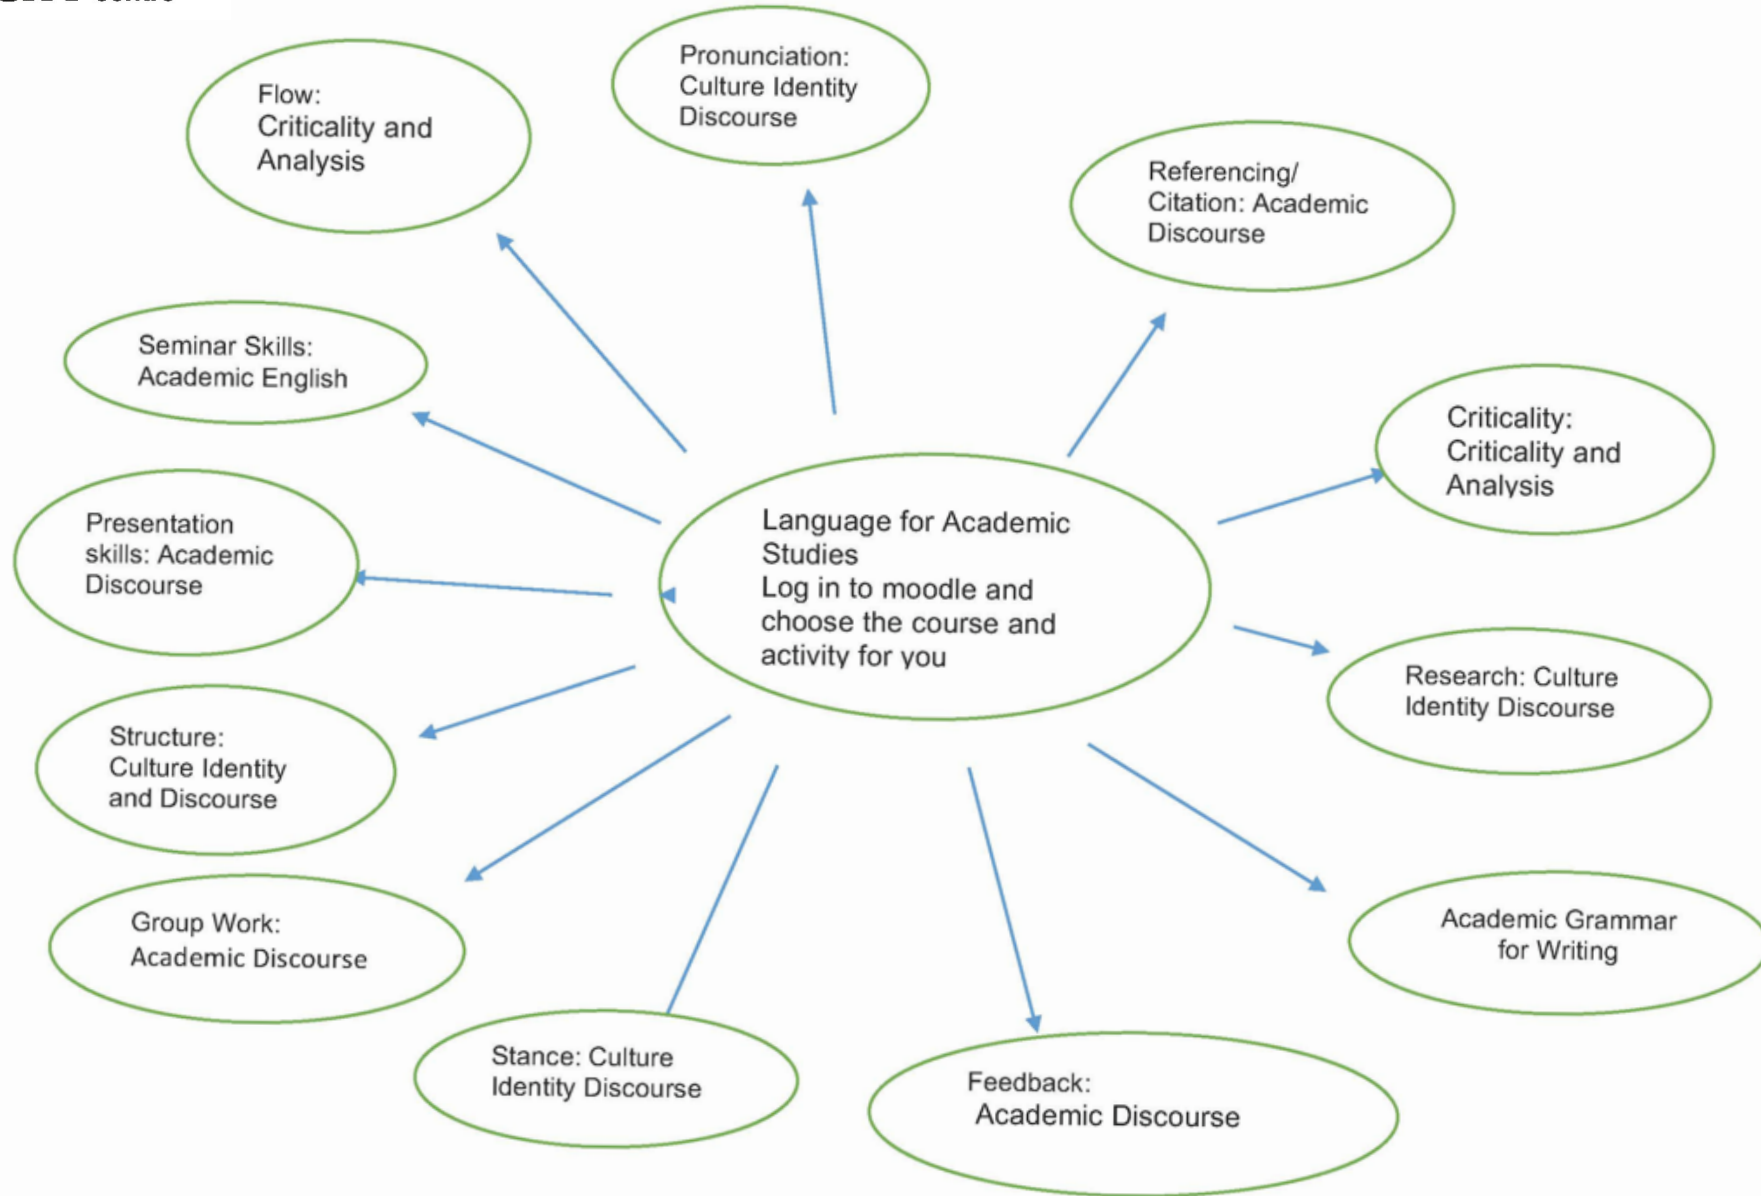 Centre
Flow:
Criticality and
Analysis
Pronunciation:
Culture Identity
Discourse
Referencing/
Citation: Academic
Discourse
Seminar Skills:
Academic English
Criticality:
Criticality and
Analysis
Presentation
skills: Academic
Discourse
Language for Academic
Studies
Log in to moodle and
choose the course and
activity for you
Research: Culture
Identity Discourse
Structure:
Culture Identity
and Discourse
Group Work:
Academic Discourse
Academic Grammar
for Writing
Stance: Culture
Identity Discourse
Feedback:
Academic Discourse